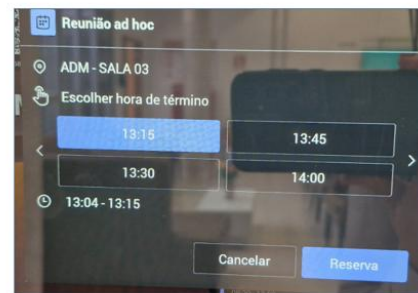 Reunião ad hoc
ADM - SALA 03
Escolher hora de término
13:15
13:45
13:30
14:00
13:04 - 13:15
Cancelar
Reserva